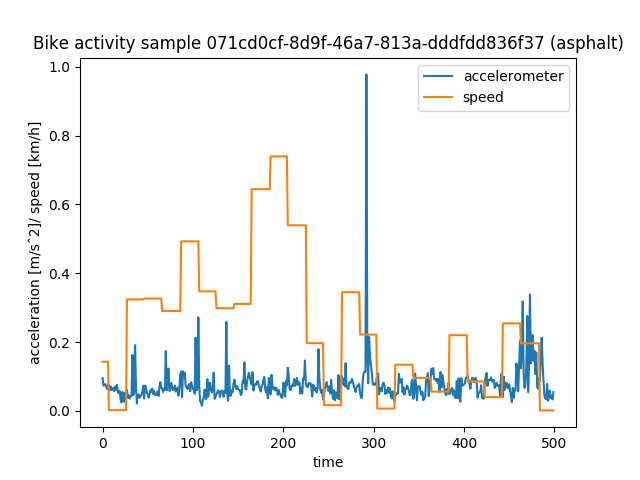 Bike activity sample 071cd0cf-8d9f-46a7-813a-dddfdd836f37 (asphalt)
accelerometer
speed
acceleration [m/s^2]/ speed [km/h]
1.0
0.8
0.6
0.4
0.2
0.0
0
100
200
300
400
500
time